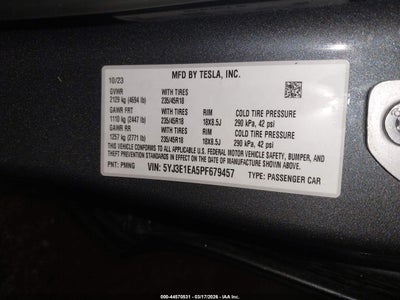 10/23 MFD BY TESLA, INC.
GVWR WITH TIRES
2129 kg (4694 lb) 235/45R18
GAWR FRT WITH TIRES RIM COLD TIRE PRESSURE
1110 kg (2447 lb) 235/45R18 18X8.5J 290 kPa, 42 psi
GAWR RR WITH TIRES RIM COLD TIRE PRESSURE
1257 kg (2771 lb) 235/45R18 18X8.5J 290 kPa, 42 psi
THIS VEHICLE CONFORMS TO ALL APPLICABLE U.S. FEDERAL MOTOR VEHICLE SAFETY, BUMPER, AND
THEFT PREVENTION STANDARDS IN EFFECT ON THE DATE OF MANUFACTURE SHOWN ABOVE.
PNT: PMNG VIN: 5YJ3E1EA5PF679457 TYPE: PASSENGER CAR
200-44570531 - 03/17/2026 - IAA Inc.